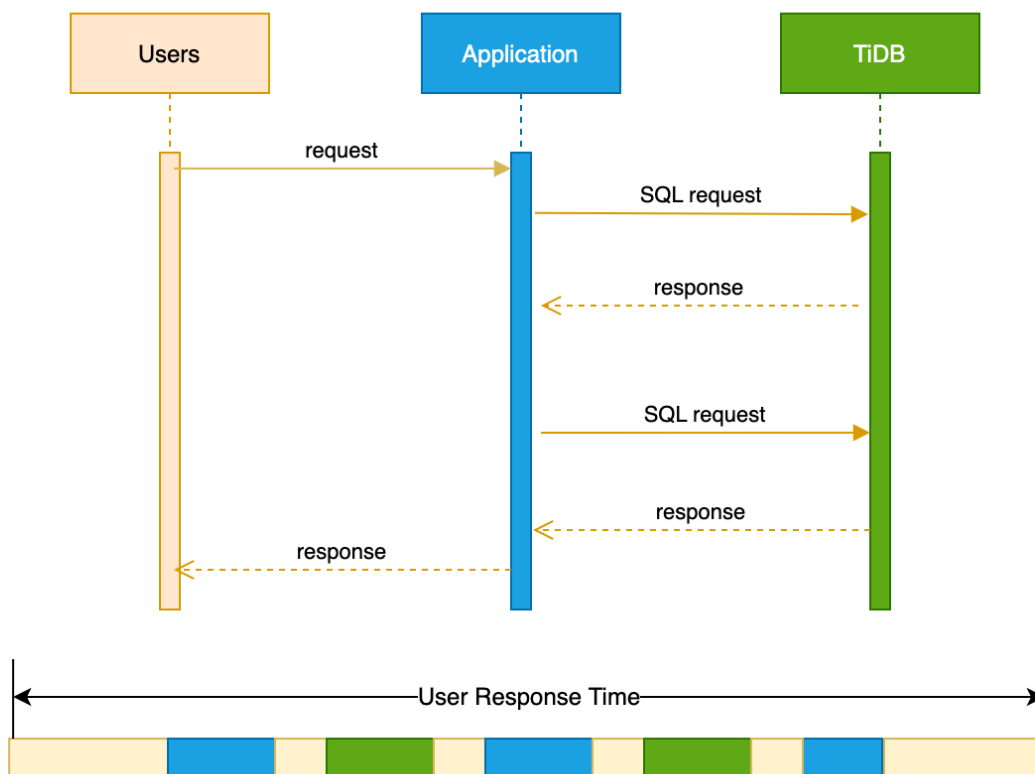 Users
Application
TiDB
request
SQL request
response
SQL request
response
response
User Response Time